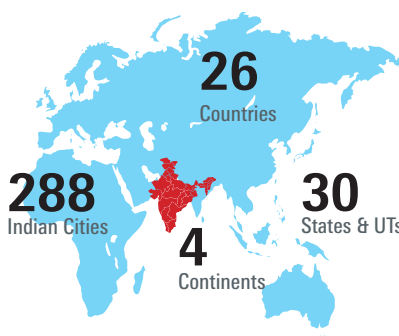 26
Countries
288
Indian Cities
30
States & UTs
4
Continents